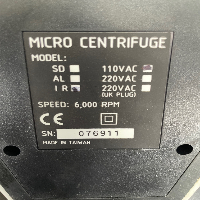 MICRO CENTRIFUGE
MODEL:
SD 110VAC
AL 220VAC
IR 220VAC
(UK PLUG)
SPEED: 6,000 RPM
CE
SN: 076911
MADE IN TAIWAN